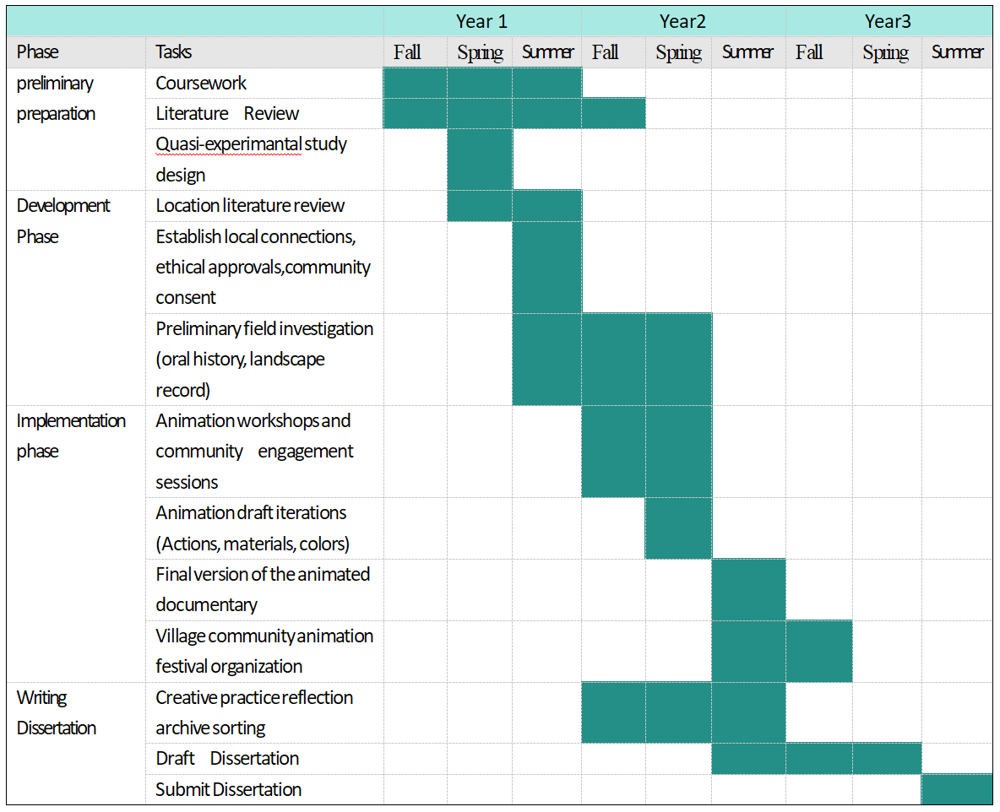 Year 1 Year2 Year3
Phase Tasks Fall Spring Summer Fall Spring Summer Fall Spring Summer
preliminary
preparation
Coursework
Literature Review
Quasi-experimantal study
design
Development
Phase
Location literature review
Establish local connections,
ethical approvals,community
consent
Preliminary field investigation
(oral history, landscape
record)
Implementation
phase
Animation workshops and
community engagement
sessions
Animation draft iterations
(Actions, materials, colors)
Final version of the animated
documentary
Village community animation
festival organization
Writing
Dissertation
Creative practice reflection
archive sorting
Draft Dissertation
Submit Dissertation